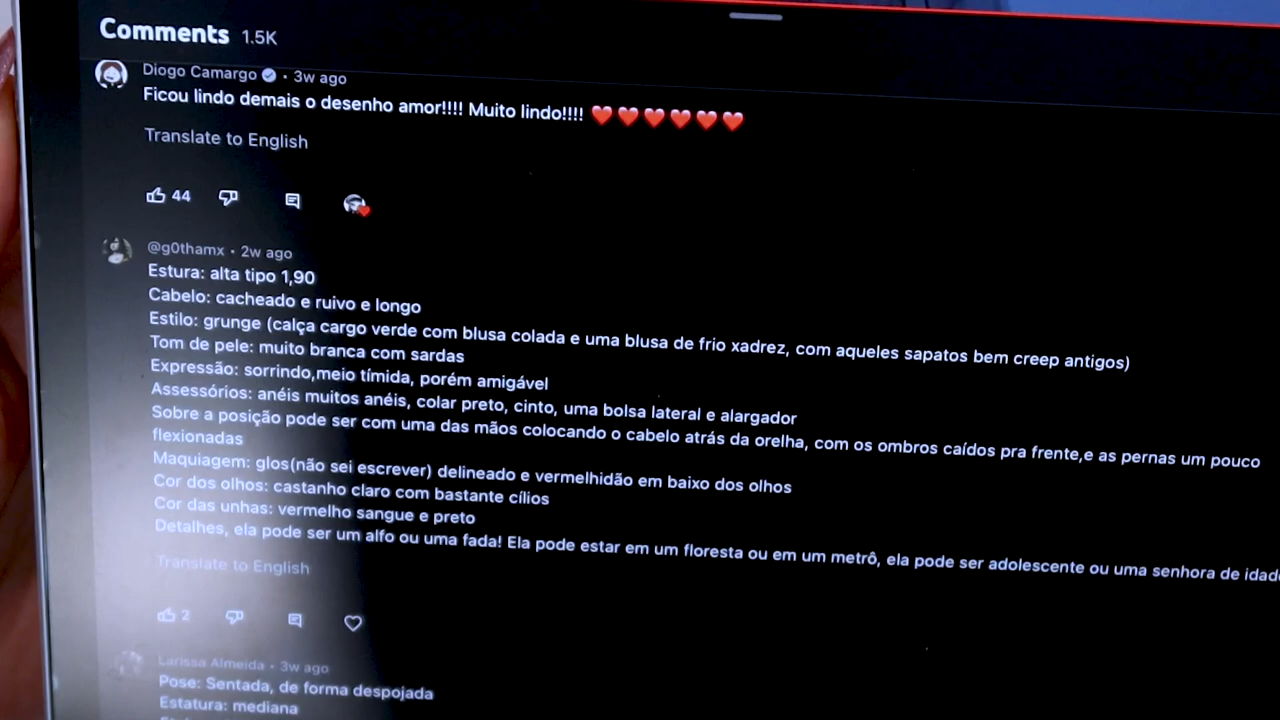 Comments 1.5K
Diogo Camargo • 3w ago
Ficou lindo demais o desenho amor!!!! Muito lindo!!!! ❤️❤️❤️❤️❤️❤️
Translate to English
44
@g0thamx • 2w ago
Estura: alta tipo 1,90
Cabelo: cacheado e ruivo e longo
Estilo: grunge (calça cargo verde com blusa colada e uma blusa de frio xadrez, com aqueles sapatos bem creep antigos)
Tom de pele: muito branca com sardas
Expressão: sorrindo,meio tímida, porém amigável
Assessórios: anéis muitos anéis, colar preto, cinto, uma bolsa lateral e alargador
Sobre a posição pode ser com uma das mãos colocando o cabelo atrás da orelha, com os ombros caídos pra frente,e as pernas um pouco
flexionadas
Maquiagem: glos(não sei escrever) delineado e vermelhidão em baixo dos olhos
Cor dos olhos: castanho claro com bastante cílios
Cor das unhas: vermelho sangue e preto
Detalhes, ela pode ser um alfo ou uma fada! Ela pode estar em um floresta ou em um metrô, ela pode ser adolescente ou uma senhora de
Translate to English
2
Larissa Almeida • 3w ago
Pose: Sentada, de forma despojada
Estatura: mediana